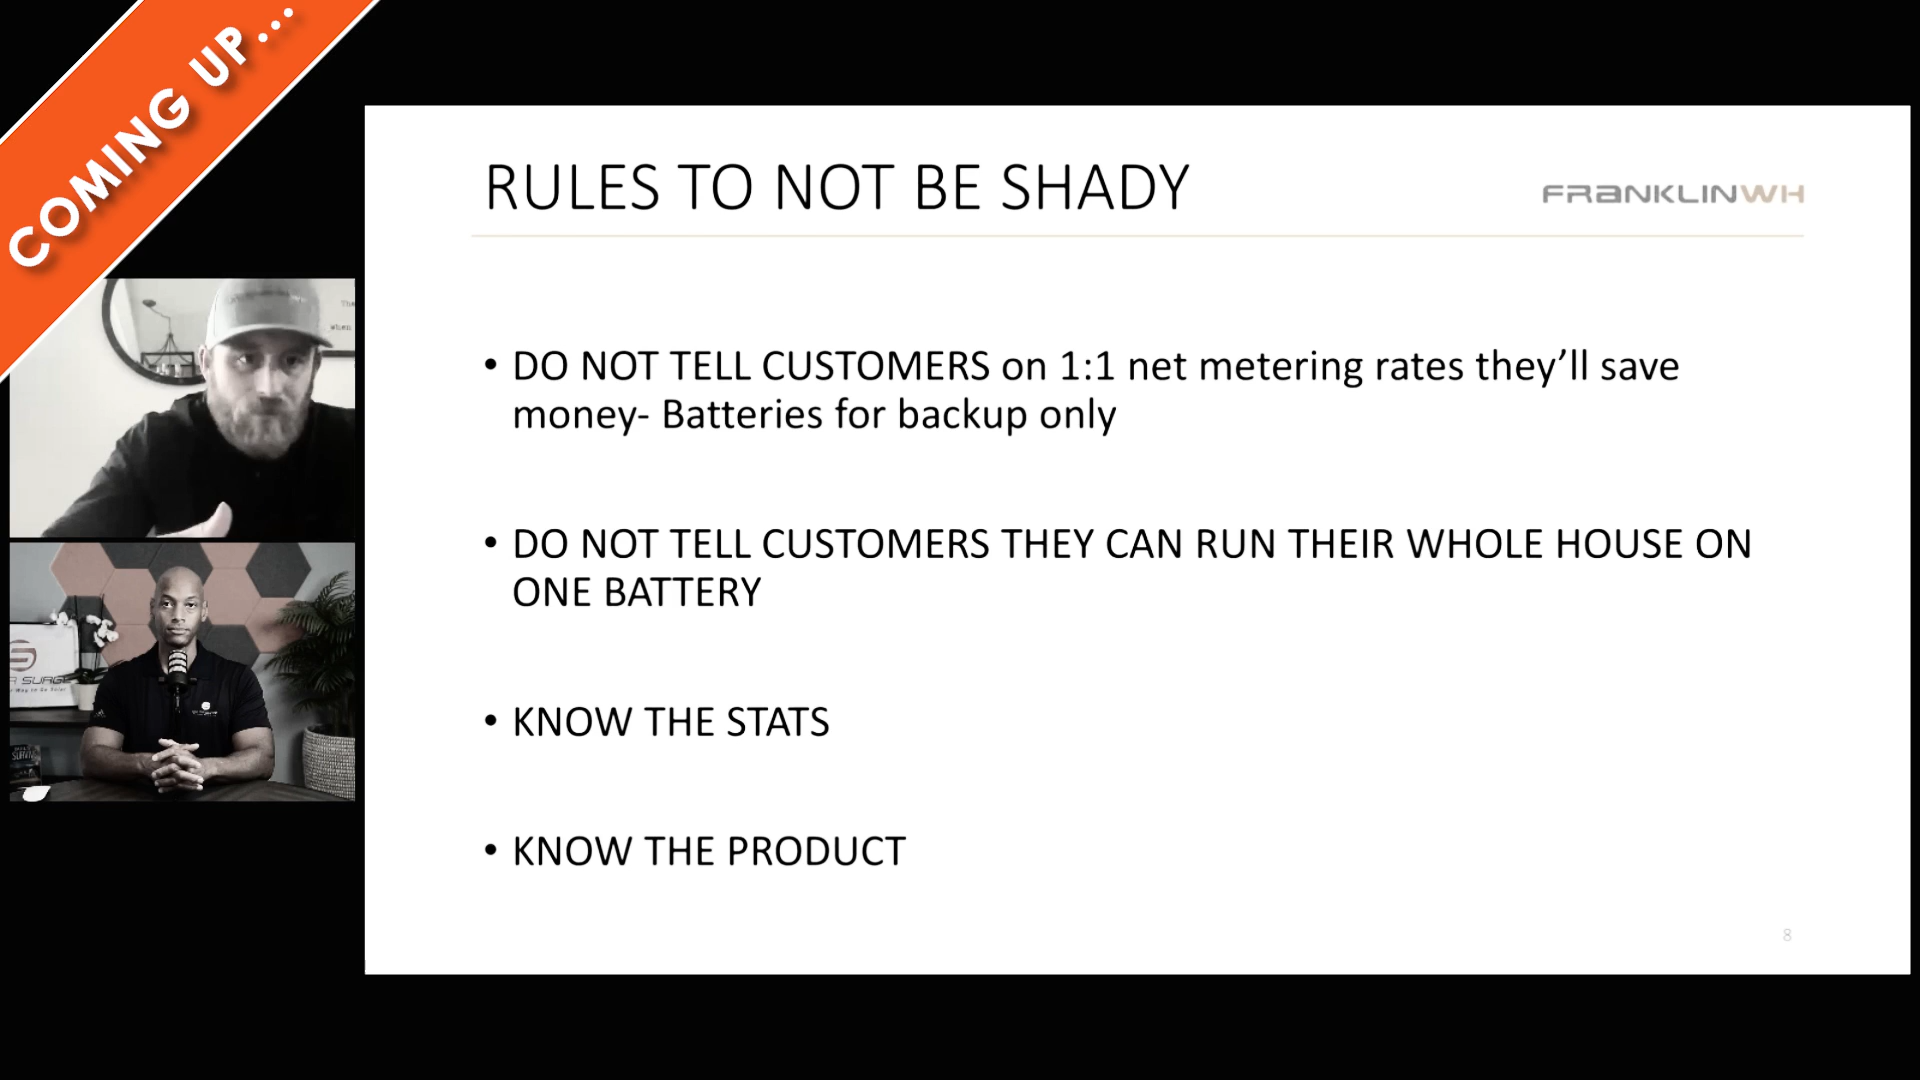 COMING UP...
RULES TO NOT BE SHADY
FRANKLINWH
• DO NOT TELL CUSTOMERS on 1:1 net metering rates they’ll save
money- Batteries for backup only
• DO NOT TELL CUSTOMERS THEY CAN RUN THEIR WHOLE HOUSE ON
ONE BATTERY
• KNOW THE STATS
• KNOW THE PRODUCT
8
when
SURGE